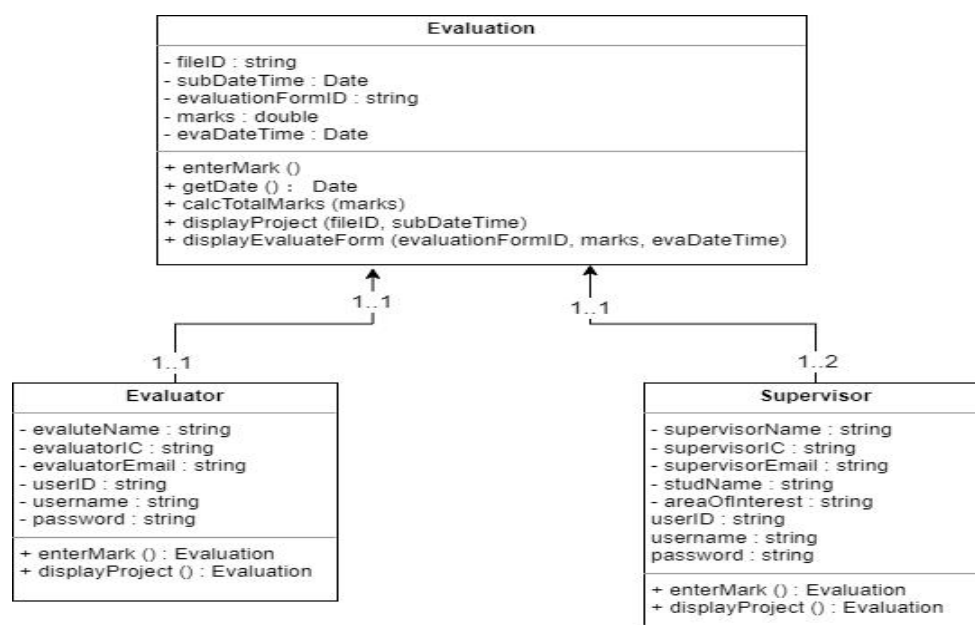 Evaluation
- fileID : string
- subDateTime : Date
- evaluationFormID : string
- marks : double
- evaDateTime : Date
+ enterMark ()
+ getDate () : Date
+ calcTotalMarks (marks)
+ displayProject (fileID, subDateTime)
+ displayEvaluateForm (evaluationFormID, marks, evaDateTime)
1..1
1..1
1..1
1..2
Evaluator
- evaluteName : string
- evaluatorIC : string
- evaluatorEmail : string
- userID : string
- username : string
- password : string
+ enterMark () : Evaluation
+ displayProject () : Evaluation
Supervisor
- supervisorName : string
- supervisorIC : string
- supervisorEmail : string
- studName : string
- areaOfInterest : string
userID : string
username : string
password : string
+ enterMark () : Evaluation
+ displayProject () : Evaluation